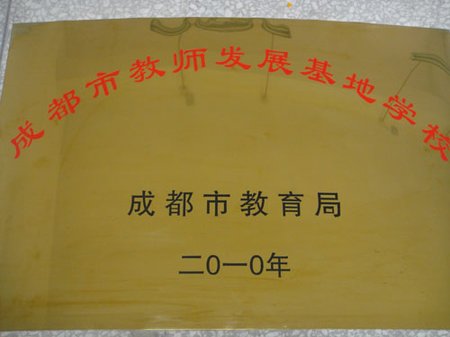 成都市教师发展基地学校
成都市教育局
二0一0年